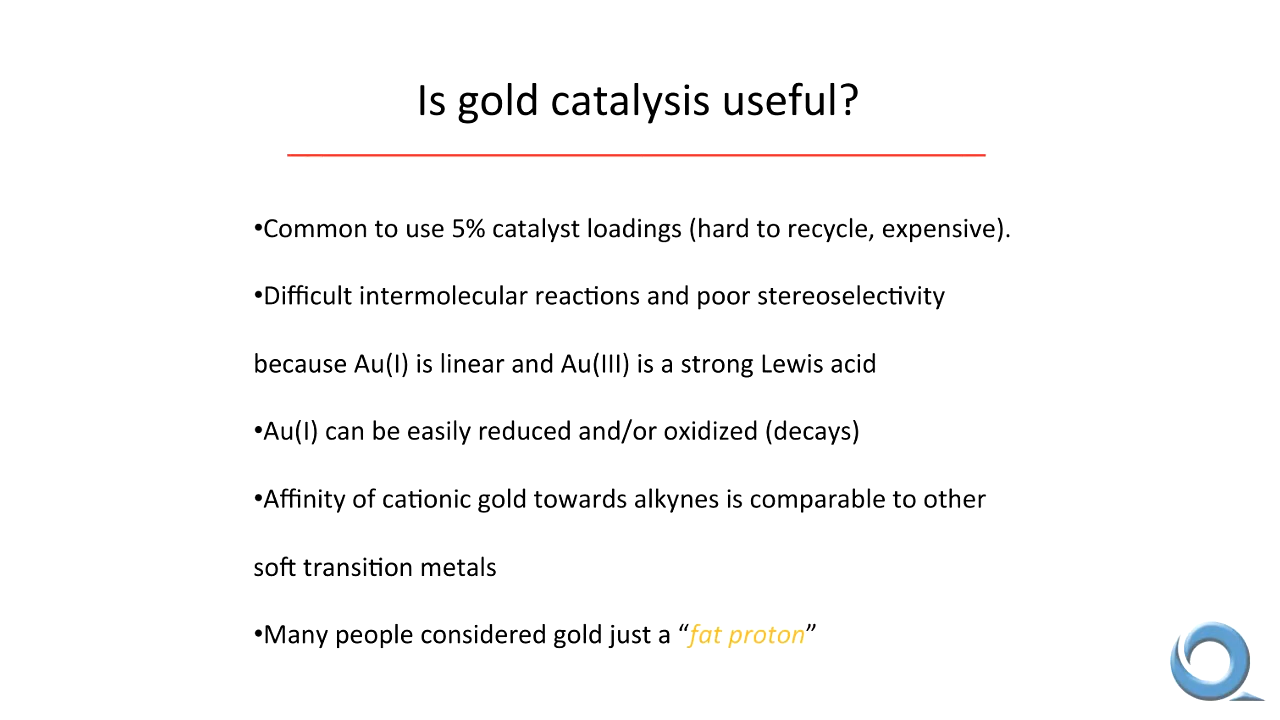 Is gold catalysis useful?
•Common to use 5% catalyst loadings (hard to recycle, expensive).
•Difficult intermolecular reactions and poor stereoselectivity
because Au(I) is linear and Au(III) is a strong Lewis acid
•Au(I) can be easily reduced and/or oxidized (decays)
•Affinity of cationic gold towards alkynes is comparable to other
soft transition metals
•Many people considered gold just a “fat proton”